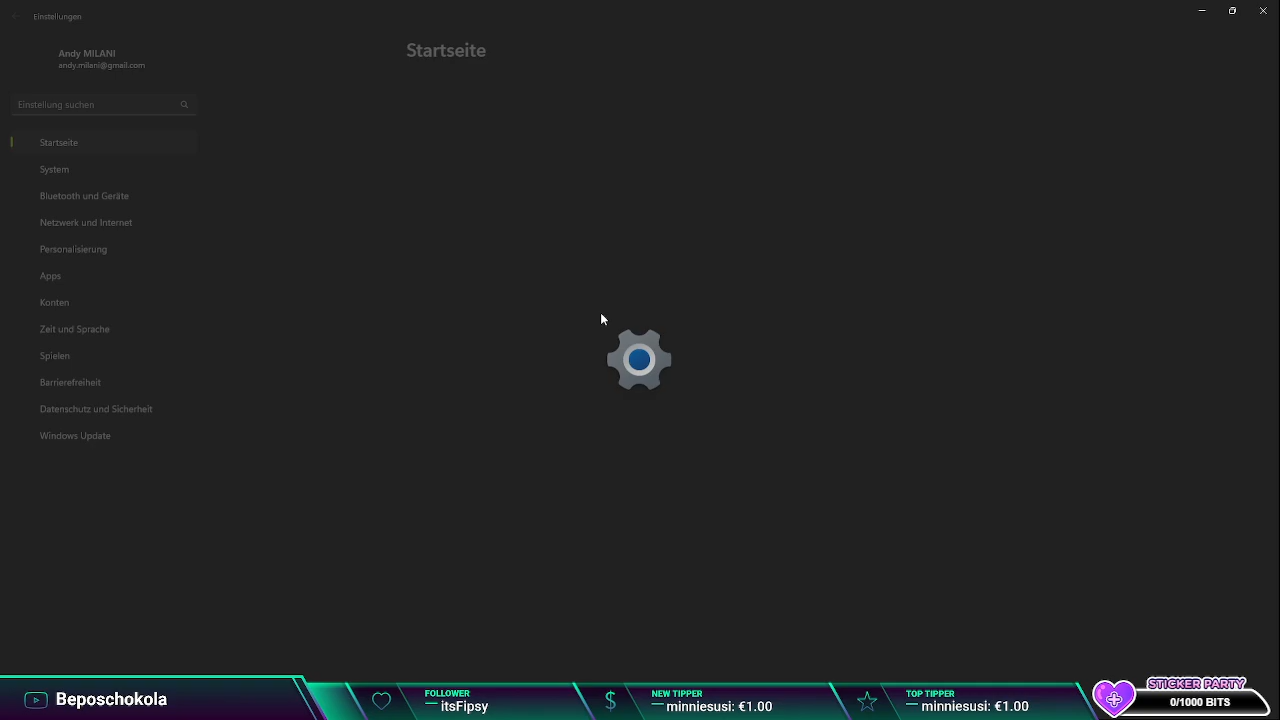 Einstellungen
Andy MILANI
andy.milani@gmail.com
Startseite
Einstellung suchen
Startseite
System
Bluetooth und Geräte
Netzwerk und Internet
Personalisierung
Apps
Konten
Zeit und Sprache
Spielen
Barrierefreiheit
Datenschutz und Sicherheit
Windows Update
Beposchokola
FOLLOWER
itsFipsy
NEW TIPPER
minniesusi: €1.00
TOP TIPPER
minniesusi: €1.00
STICKER PARTY
0/1000 BITS